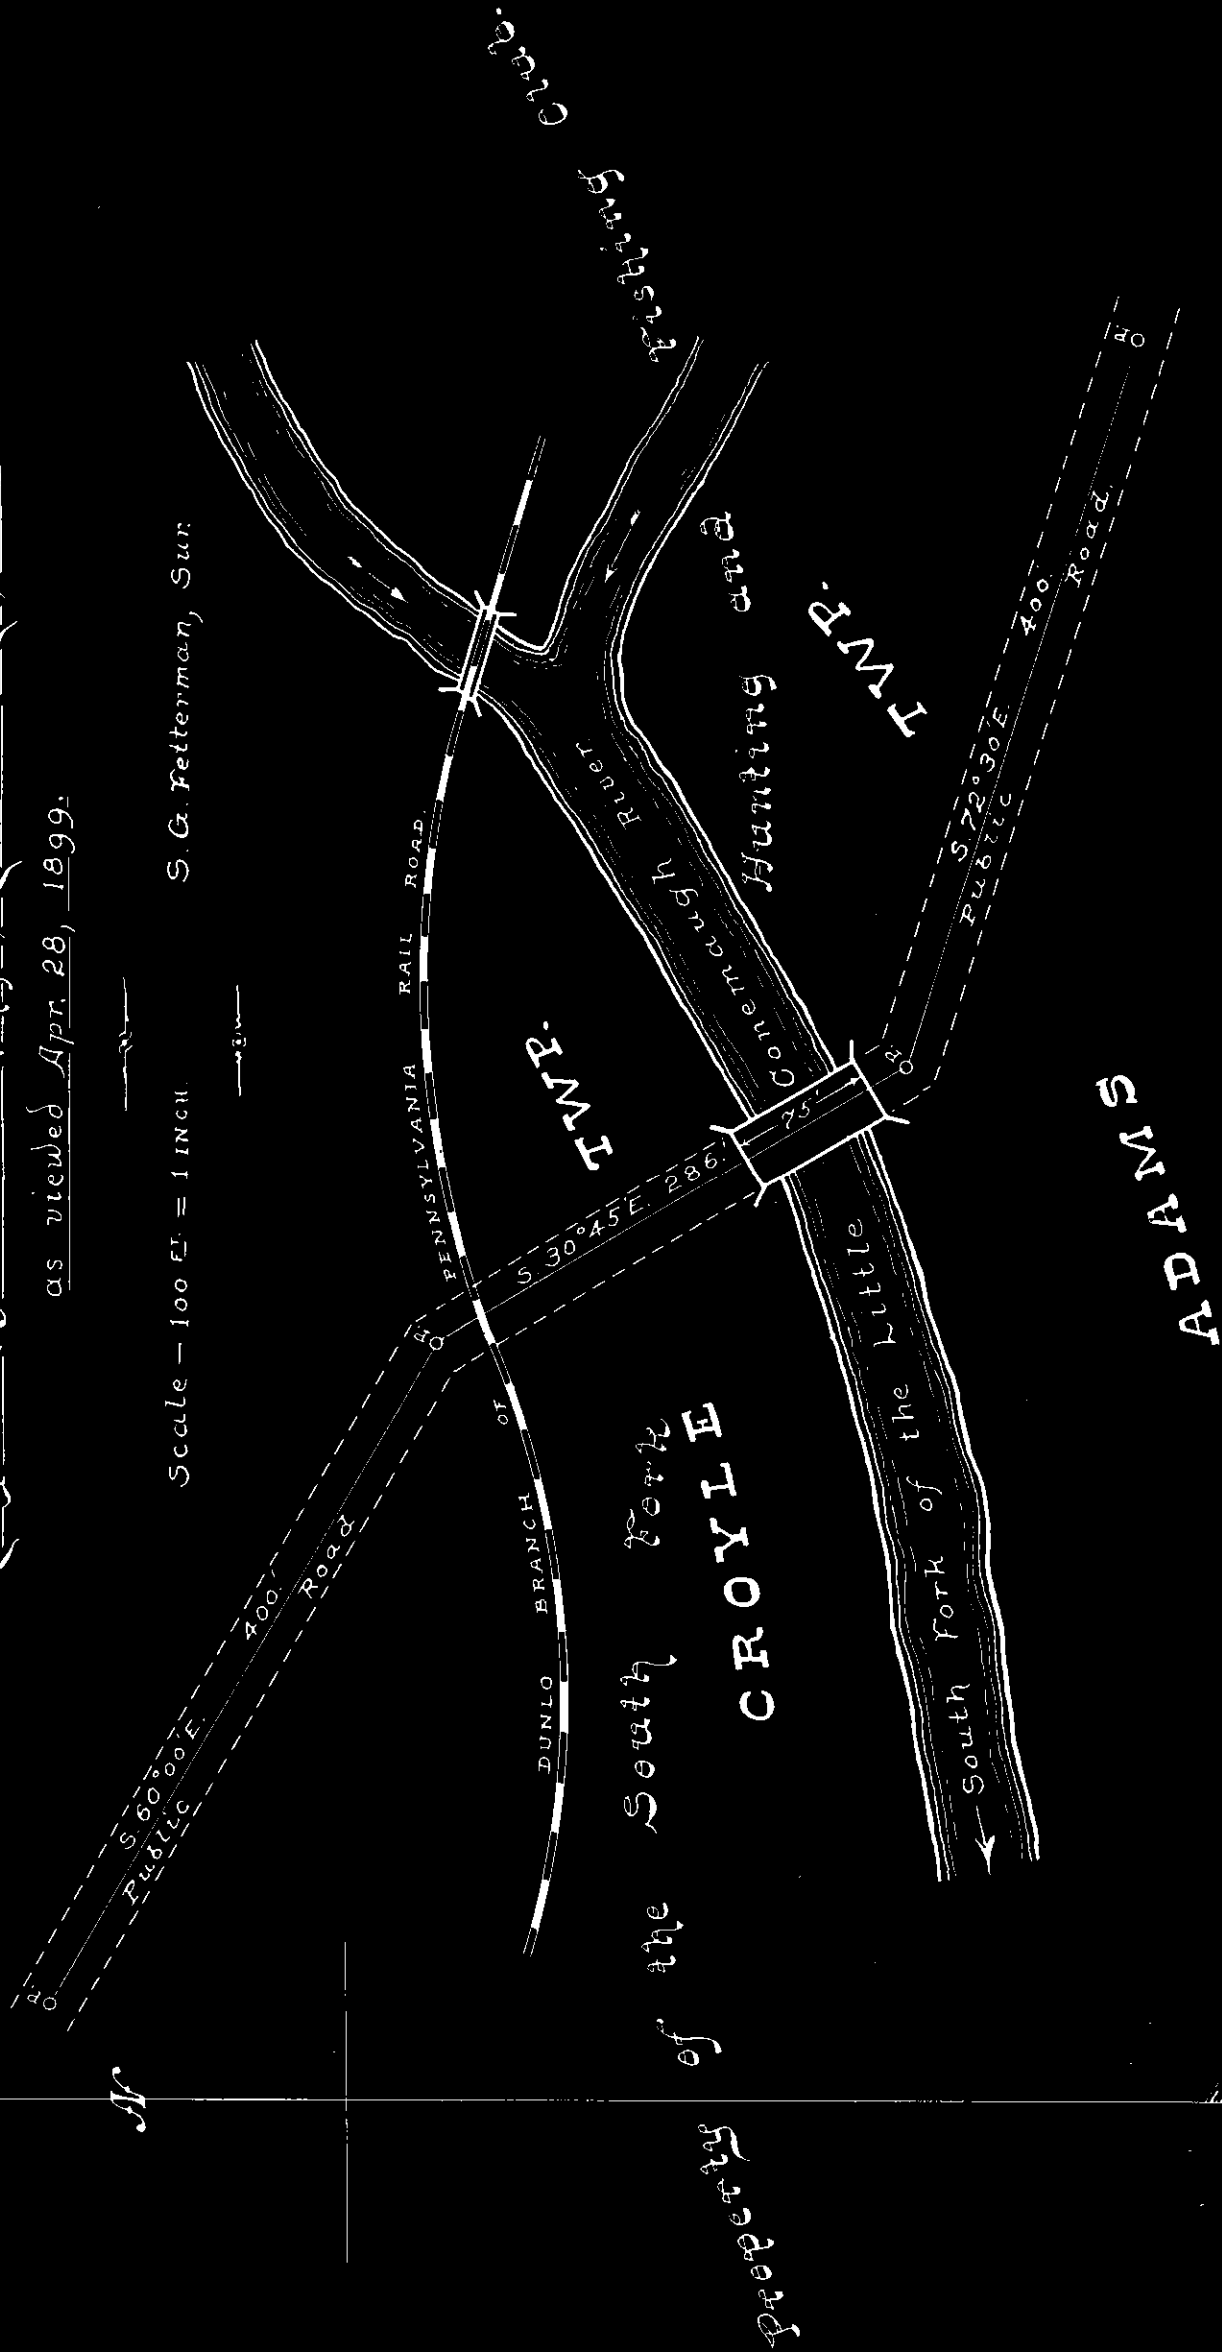 as viewed Apr. 28, 1899.
Scale — 100 Ft. = 1 INCH. S. G. Fetterman, Sur.
N
S. 60° 00' E. 400.'
Public Road
DUNLO BRANCH OF PENNSYLVANIA RAIL ROAD.
S. 30° 45' E. 286.'
75'
CROYLE TWP.
Property of the South Fork Hunting and Fishing Club.
South Fork of the Little Conemaugh River
S. 72° 30' E. 400.'
Public Road.
ADAMS TWP.